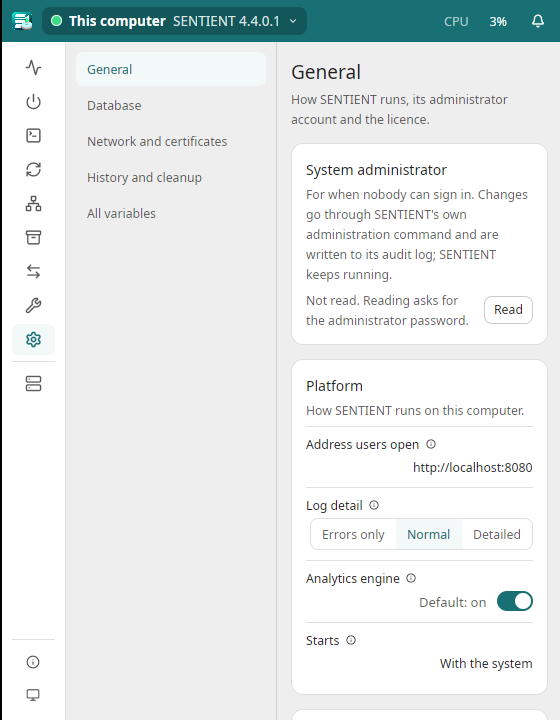 This computer SENTIENT 4.4.0.1
CPU 3%
General
Database
Network and certificates
History and cleanup
All variables
General
How SENTIENT runs, its administrator
account and the licence.
System administrator
For when nobody can sign in. Changes
go through SENTIENT's own
administration command and are
written to its audit log; SENTIENT
keeps running.
Not read. Reading asks for
the administrator password.
Read
Platform
How SENTIENT runs on this computer.
Address users open
http://localhost:8080
Log detail
Errors only Normal Detailed
Analytics engine
Default: on
Starts
With the system